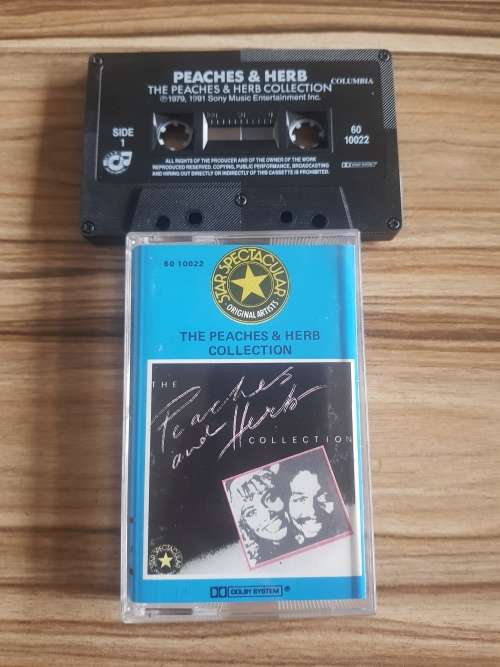 PEACHES & HERB
THE PEACHES & HERB COLLECTION
COLUMBIA
℗1979, 1991 Sony Music Entertainment Inc.
SIDE
1
60
10022
ALL RIGHTS OF THE PRODUCER AND OF THE OWNER OF THE WORK
REPRODUCED RESERVED. COPYING, PUBLIC PERFORMANCE, BROADCASTING
AND HIRING OUT DIRECTLY OR INDIRECTLY OF THIS CASSETTE IS PROHIBITED.
60 10022
STAR SPECTACULAR
ORIGINAL ARTISTS
THE PEACHES & HERB
COLLECTION
THE
Peaches
and Herb
COLLECTION
STAR SPECTACULAR
DOLBY SYSTEM ®